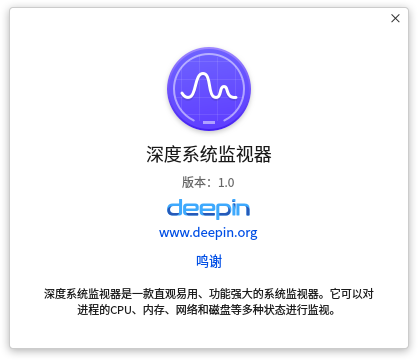 深度系统监视器
版本：1.0
deepin
www.deepin.org
鸣谢
深度系统监视器是一款直观易用、功能强大的系统监视器。它可以对
进程的CPU、内存、网络和磁盘等多种状态进行监视。